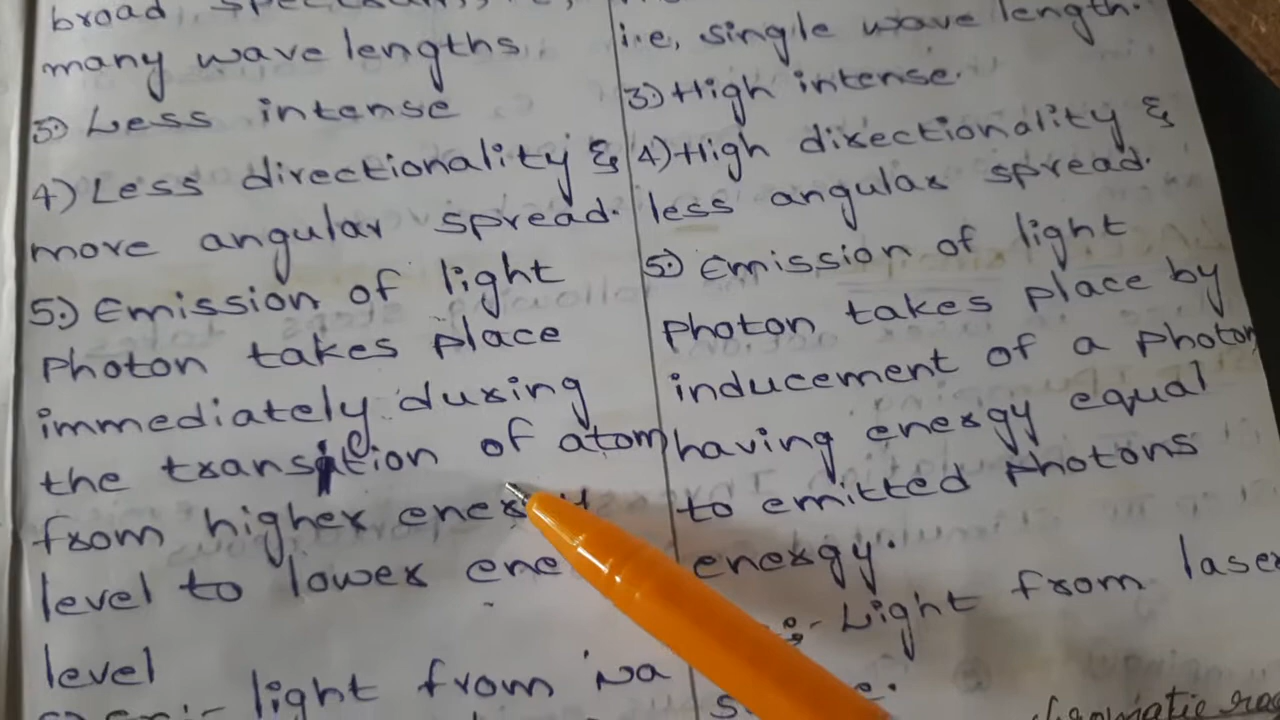 broad
many wave lengths
3) Less intense
4) Less directionality &
more angular spread.
5.) Emission of light
Photon takes place
immediately during
the transition of atom
from higher energy
level to lower ene
level
:- light from Na
i.e, single wave length.
3.) High intense.
4) High directionality &
less angular spread.
5.) Emission of light
photon takes place by
inducement of a photon
having energy equal
to emitted photons
energy.
:- Light from laser